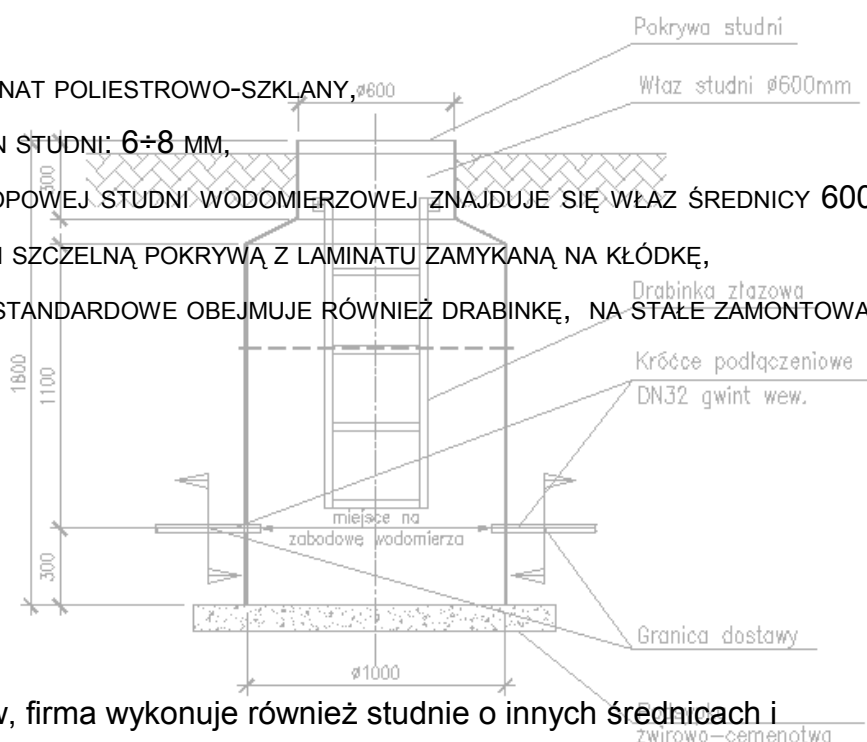 Pokrywa studni
NAT POLIESTROWO-SZKLANY,
ø600
Właz studni ø600mm
N STUDNI: 6÷8 MM,
300
OPOWEJ STUDNI WODOMIERZOWEJ ZNAJDUJE SIĘ WŁAZ ŚREDNICY 600
SZCZELNĄ POKRYWĄ Z LAMINATU ZAMYKANĄ NA KŁÓDKĘ,
Drabinka złazowa
STANDARDOWE OBEJMUJE RÓWNIEŻ DRABINKĘ, NA STAŁE ZAMONTOWA
Króćce podłączeniowe
DN32 gwint wew.
1800
1100
miejsce na
zabudowę wodomierza
300
Granica dostawy
ø1000
, firma wykonuje również studnie o innych średnicach i
żwirowo-cementowa